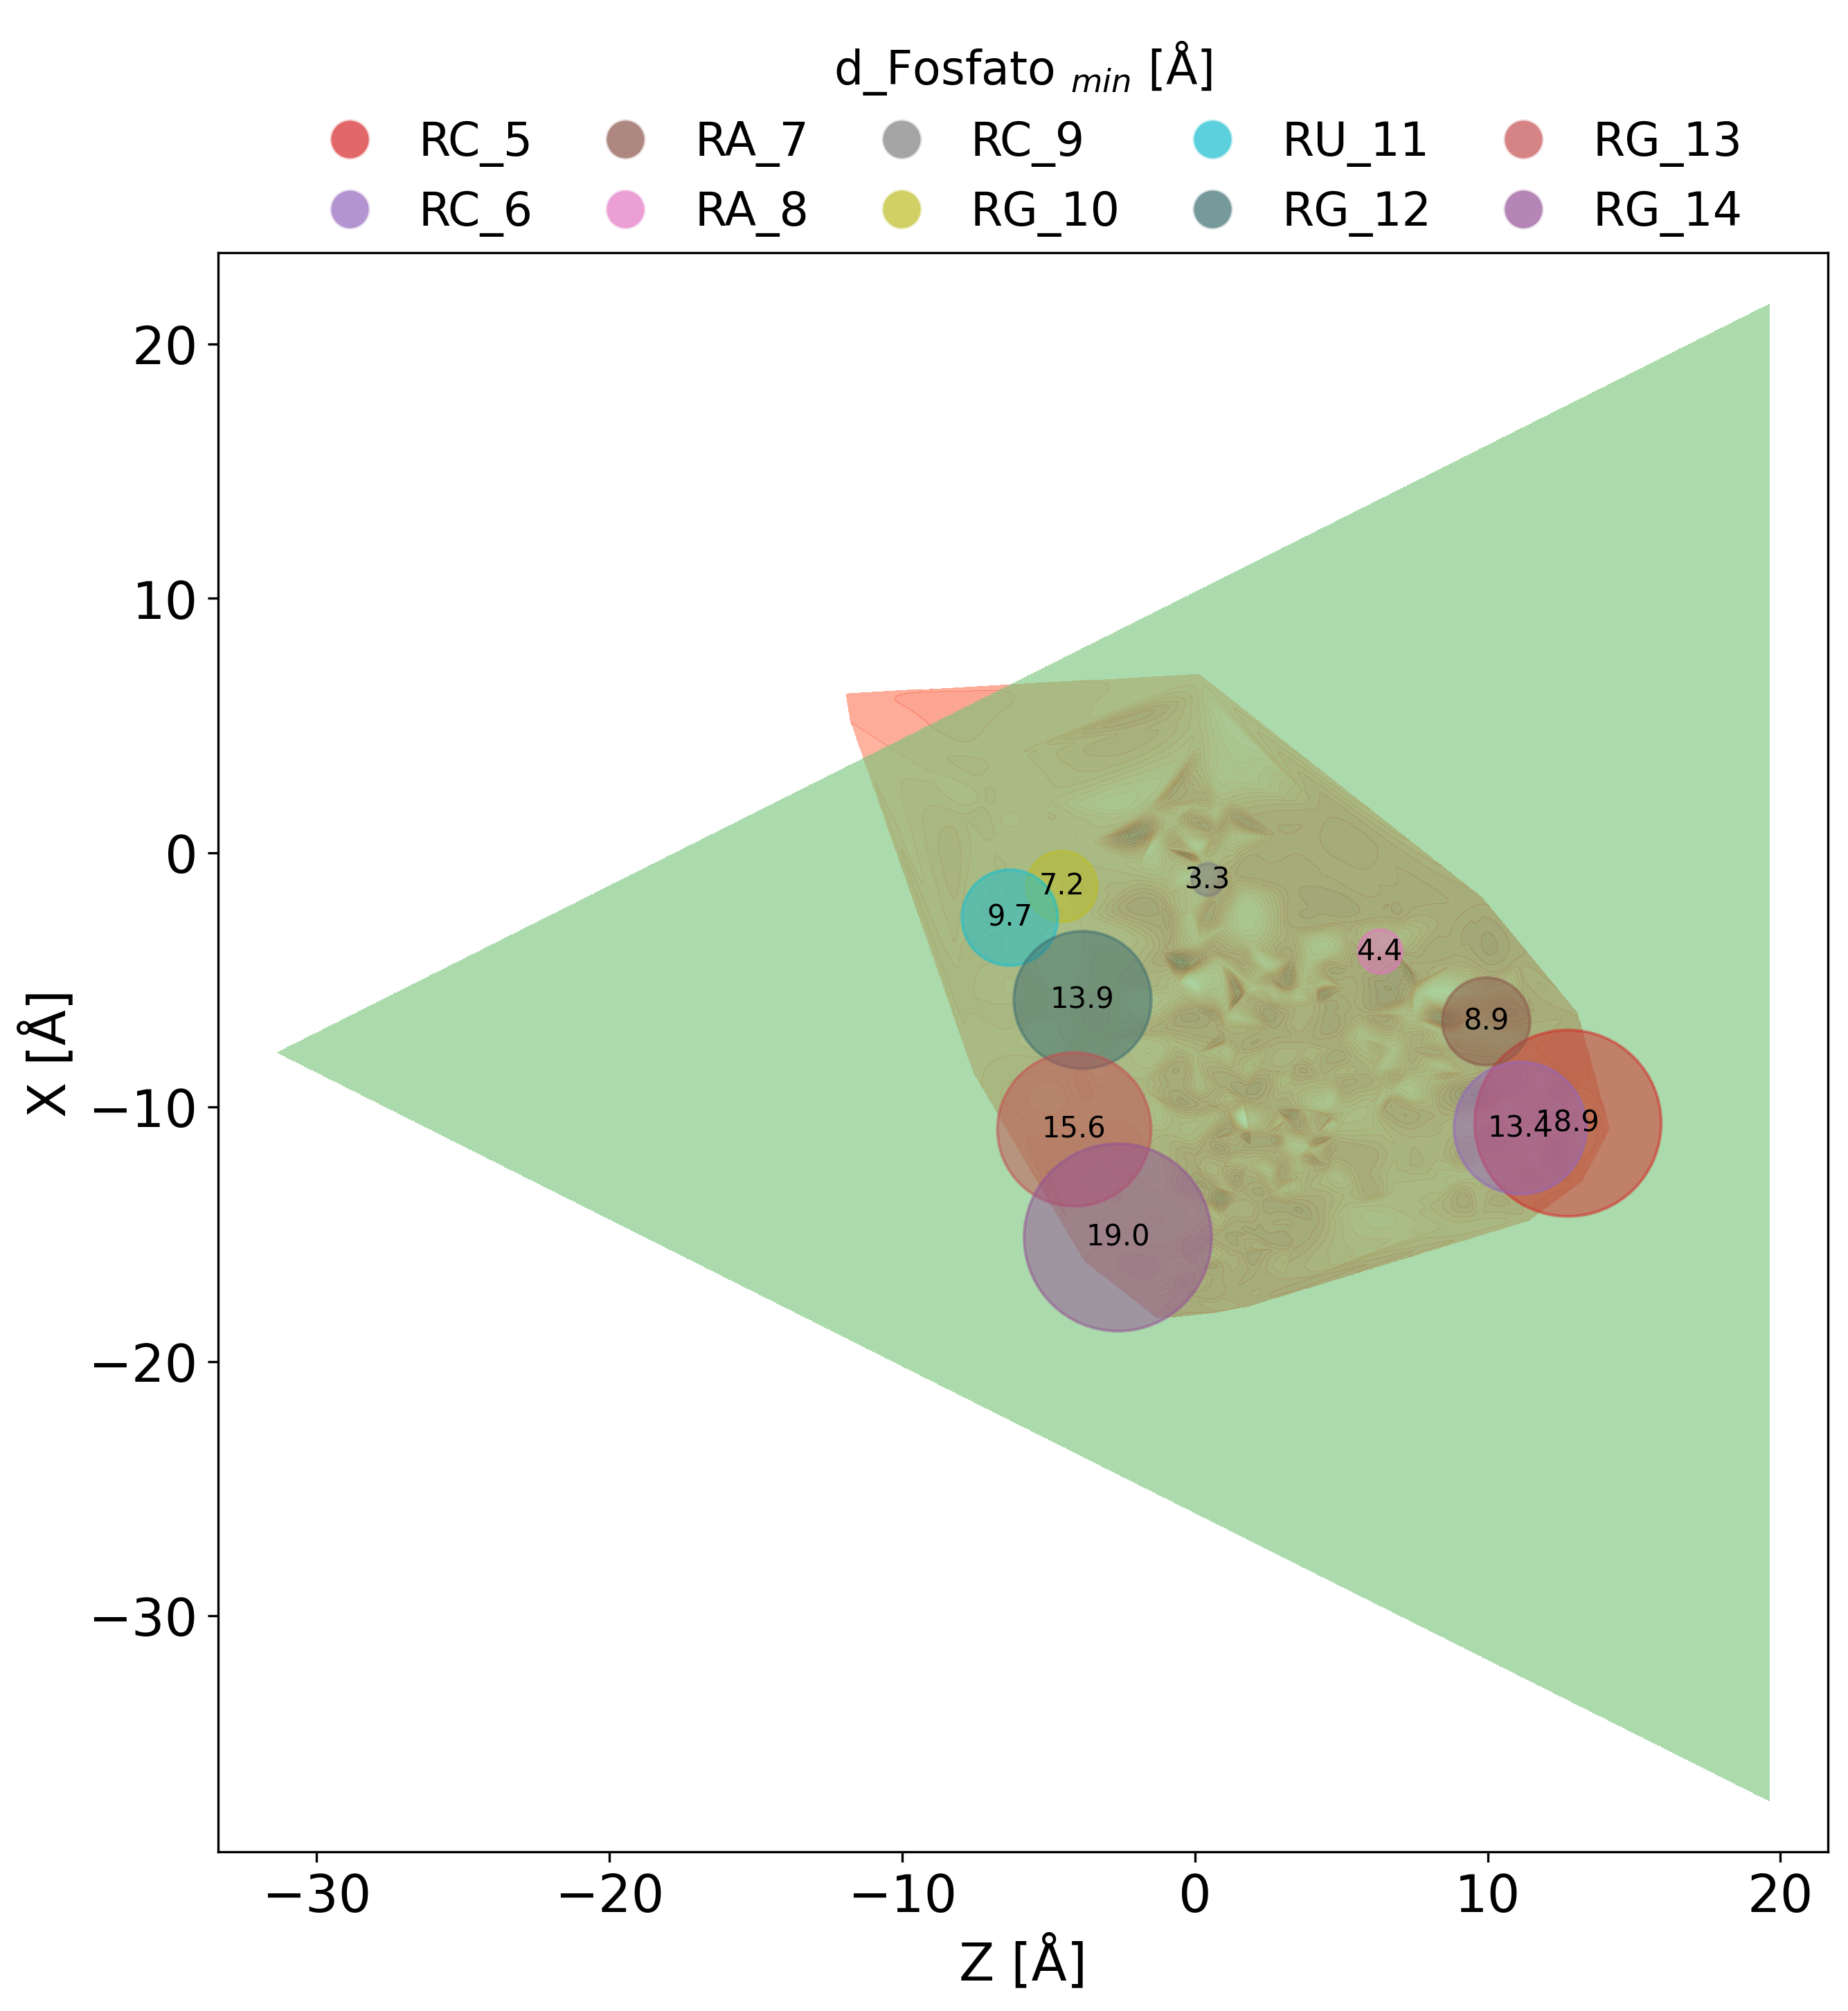 d_Fosfato min [Å]
RC_5 RA_7 RC_9 RU_11 RG_13
RC_6 RA_8 RG_10 RG_12 RG_14
20
10
0
−10
−20
−30
X [Å]
3.3
7.2
9.7
4.4
13.9
8.9
15.6
13.4
18.9
19.0
−30 −20 −10 0 10 20
Z [Å]